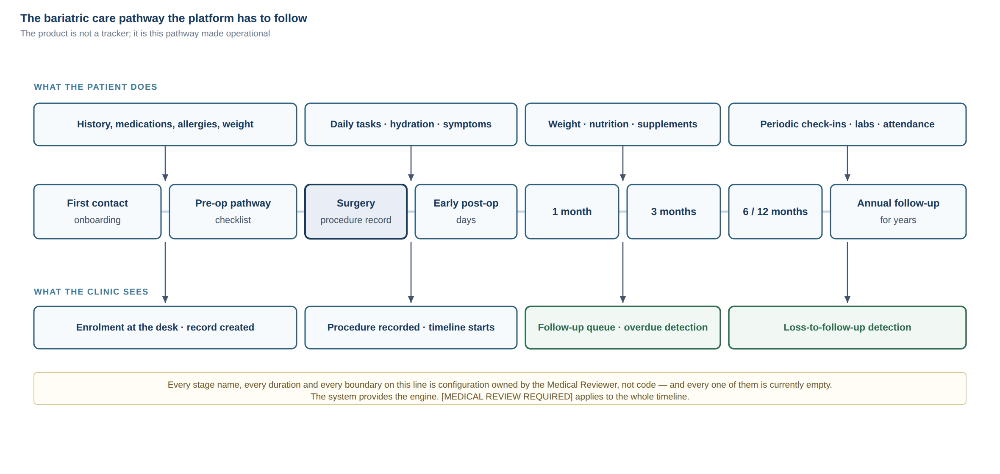 The bariatric care pathway the platform has to follow
The product is not a tracker; it is this pathway made operational
WHAT THE PATIENT DOES
History, medications, allergies, weight
Daily tasks · hydration · symptoms
Weight · nutrition · supplements
Periodic check-ins · labs · attendance
First contact
onboarding
Pre-op pathway
checklist
Surgery
procedure record
Early post-op
days
1 month
3 months
6 / 12 months
Annual follow-up
for years
WHAT THE CLINIC SEES
Enrolment at the desk · record created
Procedure recorded · timeline starts
Follow-up queue · overdue detection
Loss-to-follow-up detection
Every stage name, every duration and every boundary on this line is configuration owned by the Medical Reviewer, not code — and every one of them is currently empty.
The system provides the engine. [MEDICAL REVIEW REQUIRED] applies to the whole timeline.